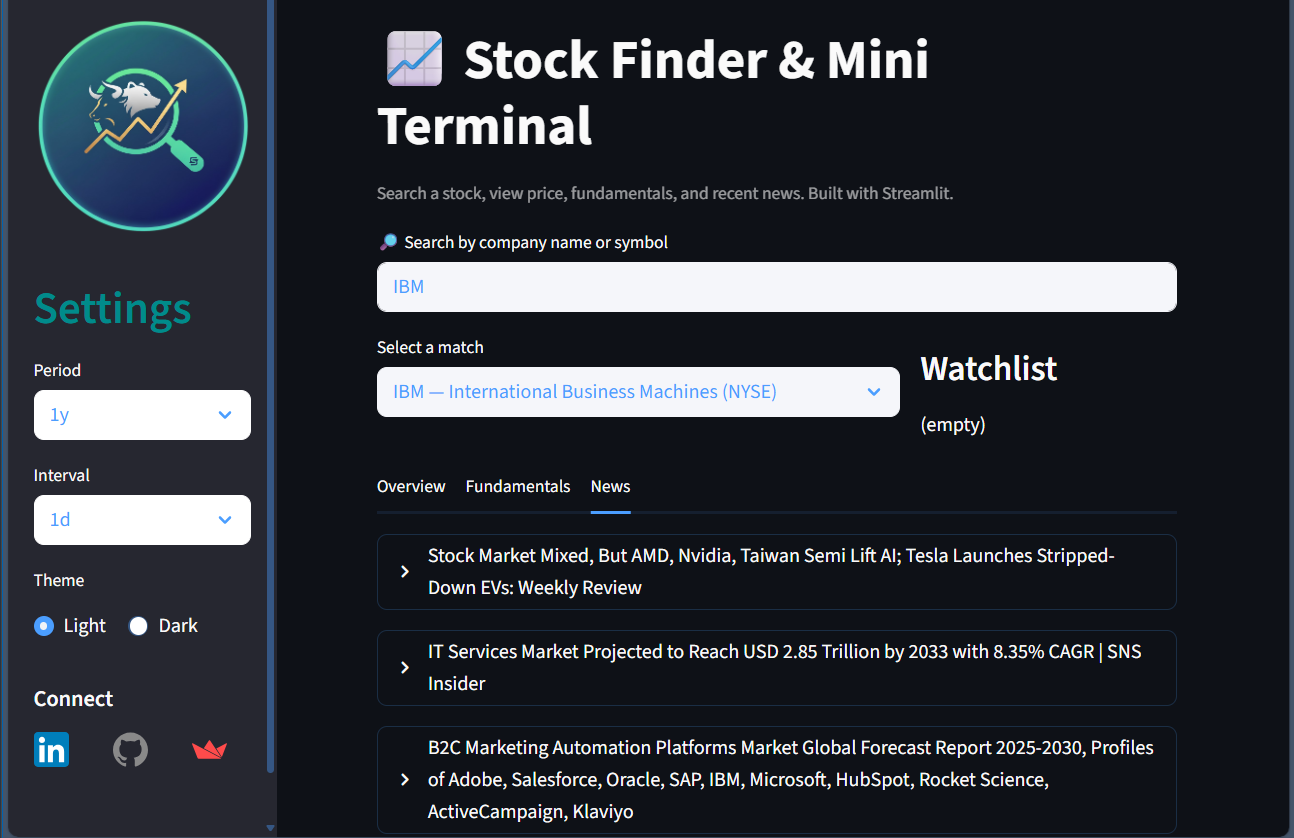 Settings
Period
1y
Interval
1d
Theme
Light
Dark
Connect
in
📈 Stock Finder & Mini
Terminal
Search a stock, view price, fundamentals, and recent news. Built with Streamlit.
🔎 Search by company name or symbol
IBM
Select a match
IBM — International Business Machines (NYSE)
Watchlist
(empty)
Overview
Fundamentals
News
Stock Market Mixed, But AMD, Nvidia, Taiwan Semi Lift AI; Tesla Launches Stripped-
Down EVs: Weekly Review
IT Services Market Projected to Reach USD 2.85 Trillion by 2033 with 8.35% CAGR | SNS
Insider
B2C Marketing Automation Platforms Market Global Forecast Report 2025-2030, Profiles
of Adobe, Salesforce, Oracle, SAP, IBM, Microsoft, HubSpot, Rocket Science,
ActiveCampaign, Klaviyo